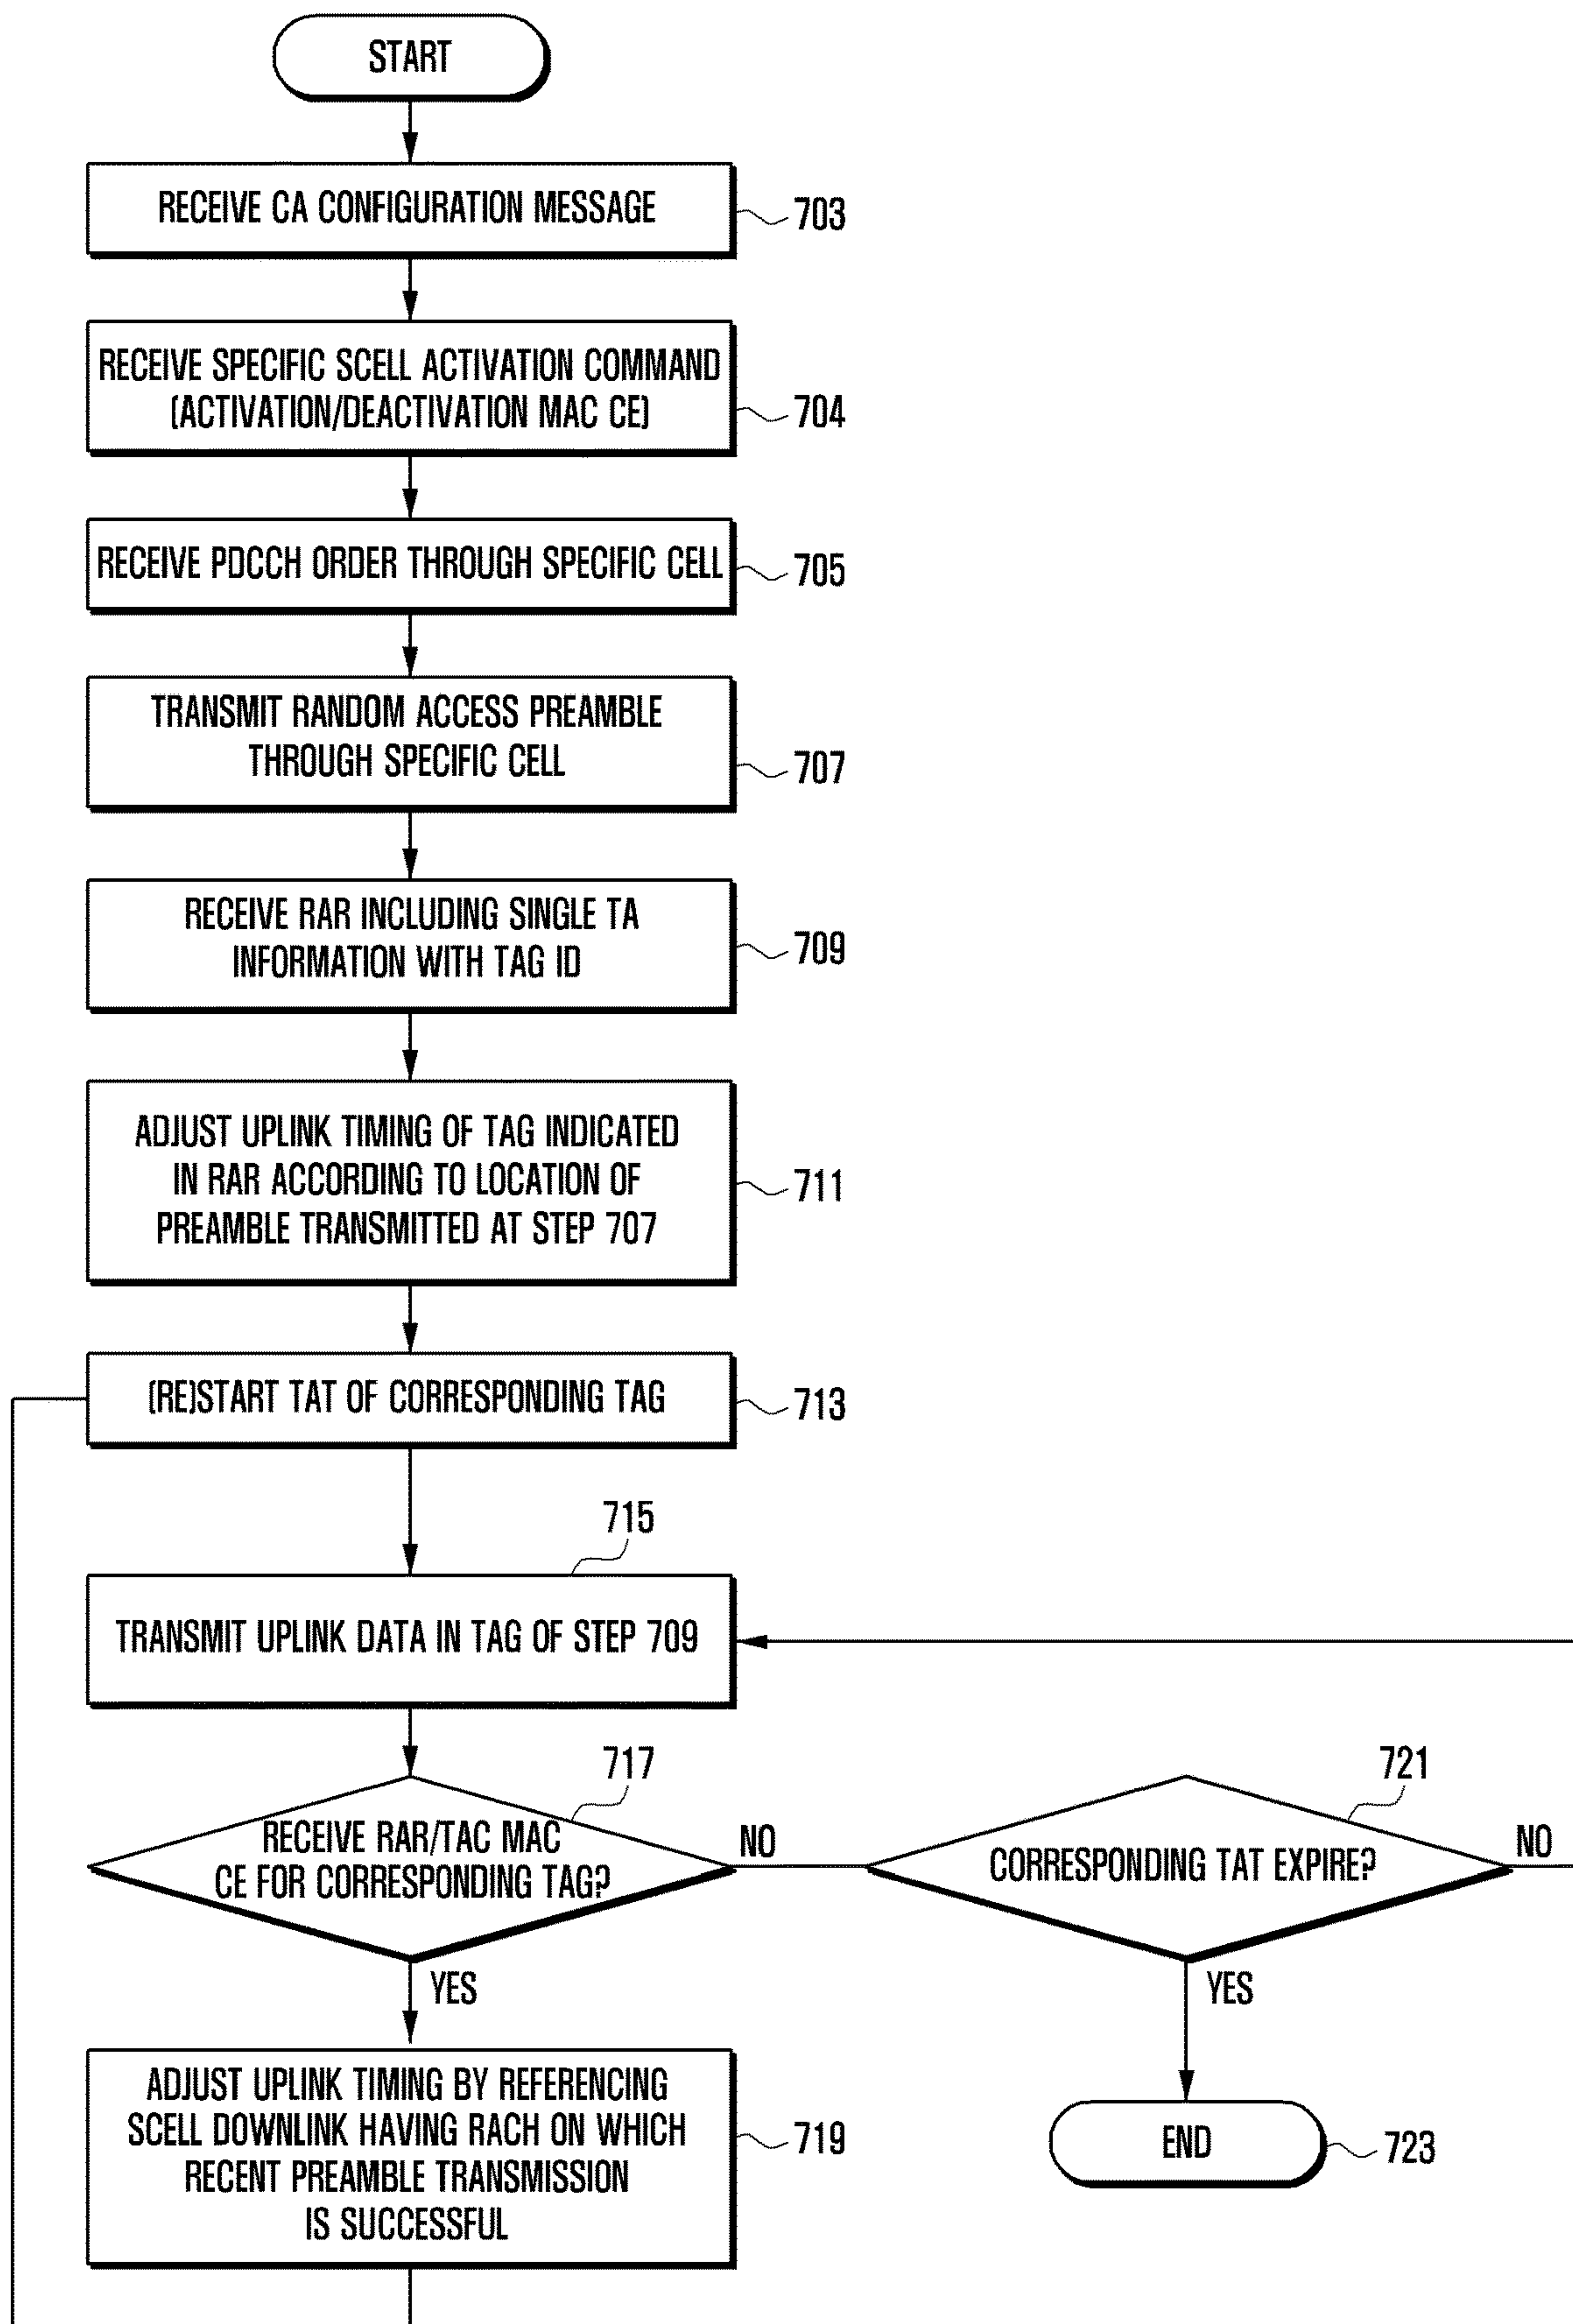 START
RECEIVE CA CONFIGURATION MESSAGE
703
RECEIVE SPECIFIC SCELL ACTIVATION COMMAND
(ACTIVATION/DEACTIVATION MAC CE)
704
RECEIVE PDCCH ORDER THROUGH SPECIFIC CELL
705
TRANSMIT RANDOM ACCESS PREAMBLE
THROUGH SPECIFIC CELL
707
RECEIVE RAR INCLUDING SINGLE TA
INFORMATION WITH TAG ID
709
ADJUST UPLINK TIMING OF TAG INDICATED
IN RAR ACCORDING TO LOCATION OF
PREAMBLE TRANSMITTED AT STEP 707
711
(RE)START TAT OF CORRESPONDING TAG
713
715
TRANSMIT UPLINK DATA IN TAG OF STEP 709
717
RECEIVE RAR/TAC MAC
CE FOR CORRESPONDING TAG?
NO
721
CORRESPONDING TAT EXPIRE?
NO
YES
YES
ADJUST UPLINK TIMING BY REFERENCING
SCELL DOWNLINK HAVING RACH ON WHICH
RECENT PREAMBLE TRANSMISSION
IS SUCCESSFUL
719
END
723